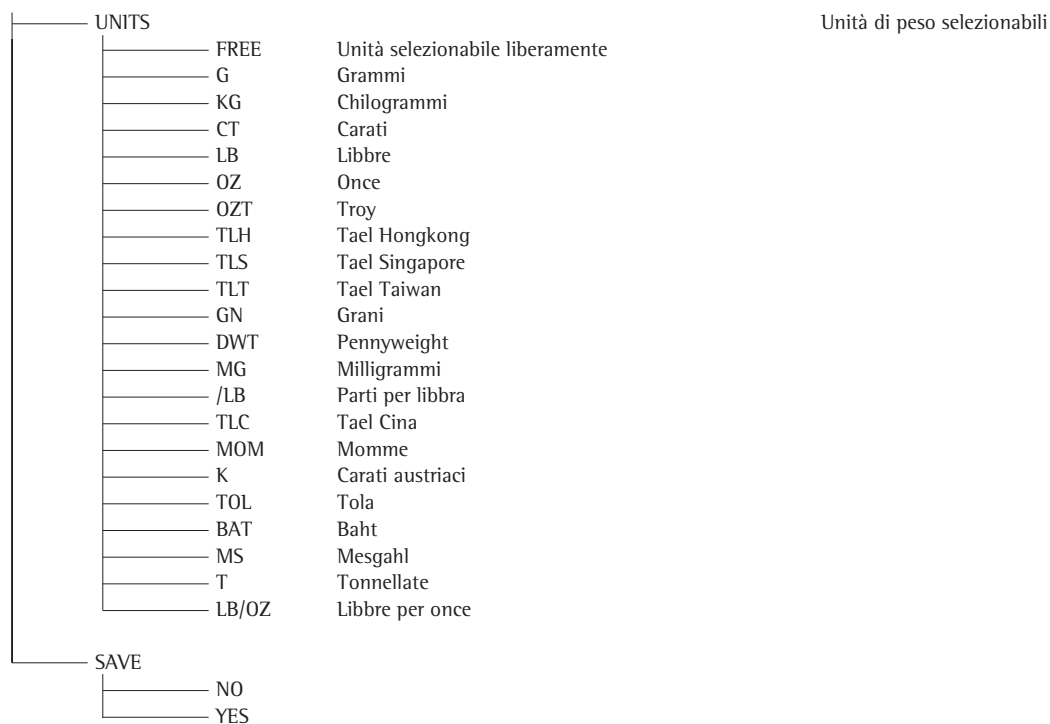 UNITS Unità di peso selezionabili
FREE Unità selezionabile liberamente
G Grammi
KG Chilogrammi
CT Carati
LB Libbre
OZ Once
OZT Troy
TLH Tael Hongkong
TLS Tael Singapore
TLT Tael Taiwan
GN Grani
DWT Pennyweight
MG Milligrammi
/LB Parti per libbra
TLC Tael Cina
MOM Momme
K Carati austriaci
TOL Tola
BAT Baht
MS Mesgahl
T Tonnellate
LB/OZ Libbre per once
SAVE
NO
YES